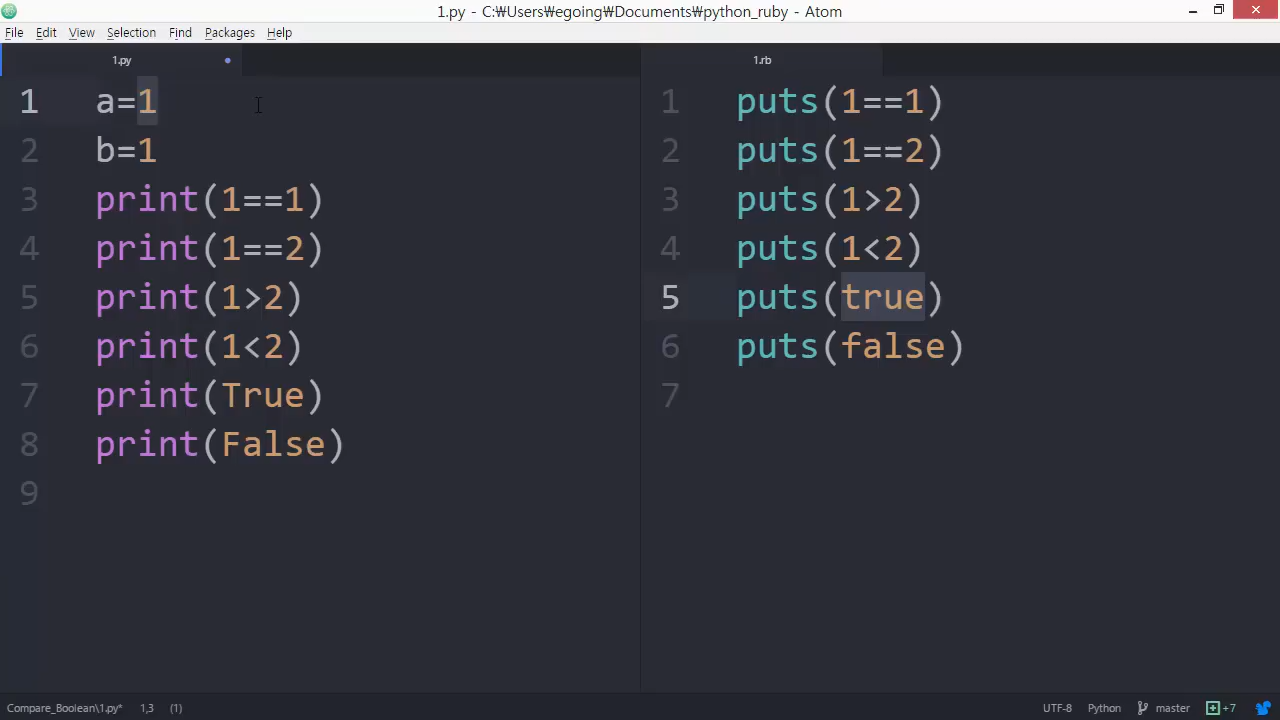 1.py - C:₩Users₩egoing₩Documents₩python_ruby - Atom
File Edit View Selection Find Packages Help
1.py
1 a=1
2 b=1
3 print(1==1)
4 print(1==2)
5 print(1>2)
6 print(1<2)
7 print(True)
8 print(False)
9
1.rb
1 puts(1==1)
2 puts(1==2)
3 puts(1>2)
4 puts(1<2)
5 puts(true)
6 puts(false)
7
Compare_Boolean\1.py* 1,3 (1) UTF-8 Python master +7